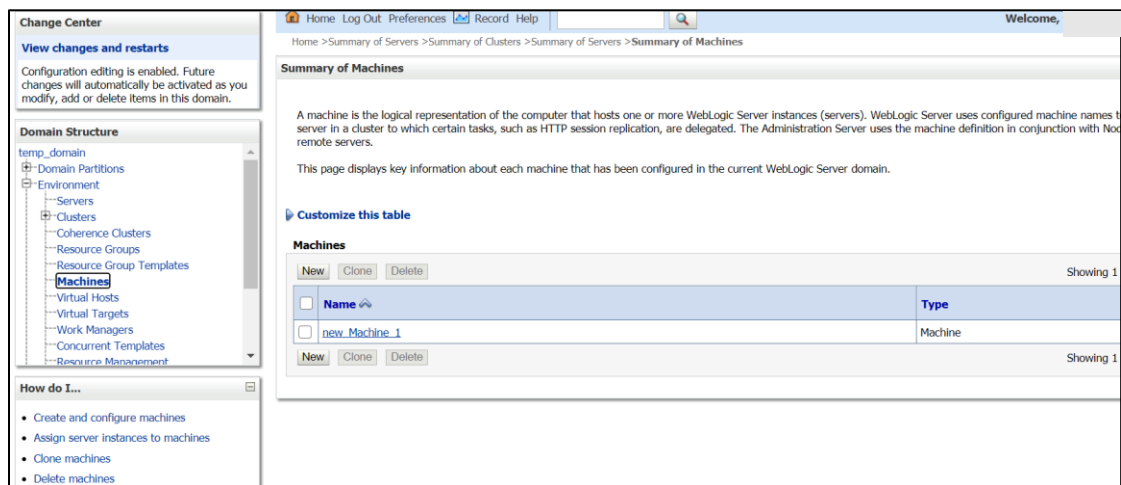 Change Center
View changes and restarts
Configuration editing is enabled. Future
changes will automatically be activated as you
modify, add or delete items in this domain.
Domain Structure
temp_domain
Domain Partitions
Environment
Servers
Clusters
Coherence Clusters
Resource Groups
Resource Group Templates
Machines
Virtual Hosts
Virtual Targets
Work Managers
Concurrent Templates
Resource Management
How do I...
Create and configure machines
Assign server instances to machines
Clone machines
Delete machines
Home Log Out Preferences Record Help
Welcome,
Home >Summary of Servers >Summary of Clusters >Summary of Servers >Summary of Machines
Summary of Machines
A machine is the logical representation of the computer that hosts one or more WebLogic Server instances (servers). WebLogic Server uses configured machine names
server in a cluster to which certain tasks, such as HTTP session replication, are delegated. The Administration Server uses the machine definition in conjunction with
remote servers.
This page displays key information about each machine that has been configured in the current WebLogic Server domain.
Customize this table
Machines
New Clone Delete Showing 1
Name Type
new_Machine_1 Machine
New Clone Delete Showing 1